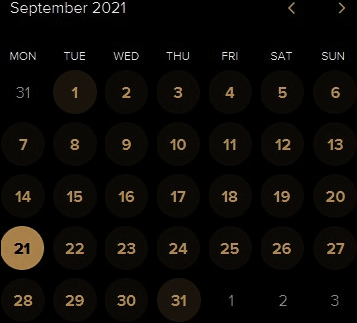 September 2021
MON TUE WED THU FRI SAT SUN
31 1 2 3 4 5 6
7 8 9 10 11 12 13
14 15 16 17 18 19 20
21 22 23 24 25 26 27
28 29 30 31 1 2 3